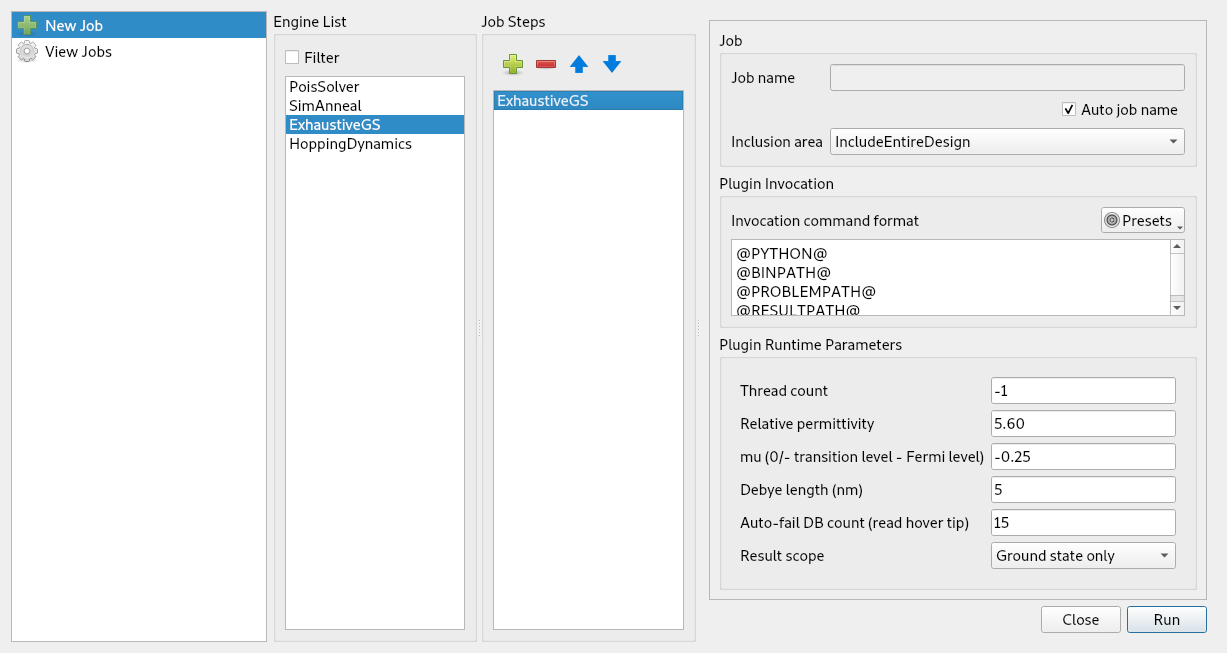 New Job
View Jobs
Engine List
Filter
PoisSolver
SimAnneal
ExhaustiveGS
HoppingDynamics
Job Steps
ExhaustiveGS
Job
Job name
Auto job name
Inclusion area IncludeEntireDesign
Plugin Invocation
Invocation command format Presets
@PYTHON@
@BINPATH@
@PROBLEMPATH@
@RESULTPATH@
Plugin Runtime Parameters
Thread count -1
Relative permittivity 5.60
mu (0/- transition level - Fermi level) -0.25
Debye length (nm) 5
Auto-fail DB count (read hover tip) 15
Result scope Ground state only
Close Run